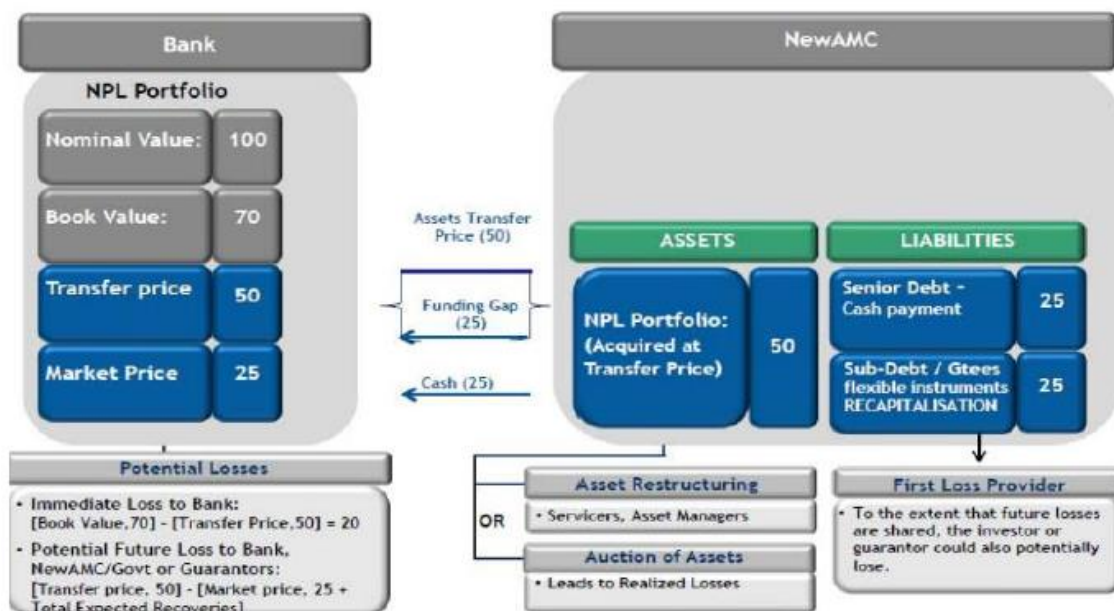 Bank
NPL Portfolio
Nominal Value:
100
Book Value:
70
Transfer price
50
Market Price
25
Assets Transfer
Price (50)
Funding Gap
(25)
Cash (25)
NewAMC
ASSETS
LIABILITIES
NPL Portfolio:
(Acquired at
Transfer Price)
50
Senior Debt -
Cash payment
25
Sub-Debt / Gtees
flexible instruments
RECAPITALISATION
25
Potential Losses
• Immediate Loss to Bank:
[Book Value,70] - [Transfer Price,50] = 20
• Potential Future Loss to Bank,
NewAMC/Govt or Guarantors:
[Transfer price, 50] - [Market price, 25 +
Total Expected Recoveries]
OR
Asset Restructuring
• Servicers, Asset Managers
Auction of Assets
• Leads to Realized Losses
First Loss Provider
• To the extent that future losses
are shared, the investor or
guarantor could also potentially
lose.